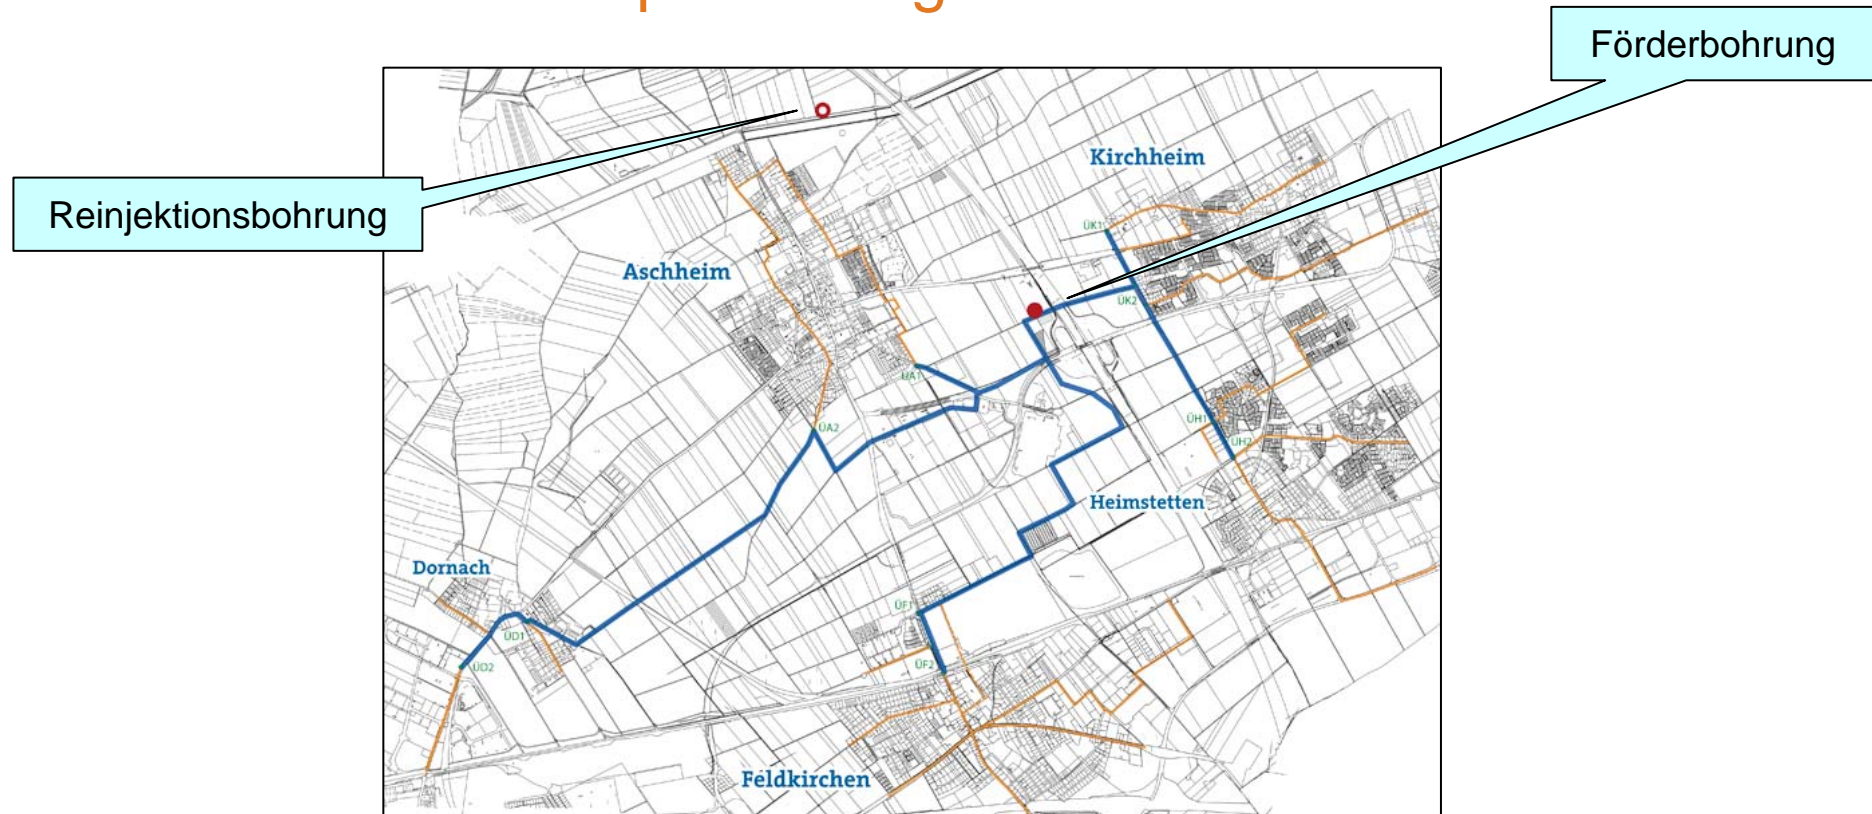 Förderbohrung
Reinjektionsbohrung
Kirchheim
ÜK1
Aschheim
ÜK2
ÜA1
ÜH1
ÜA2
ÜH2
Heimstetten
Dornach
ÜF1
ÜD1
ÜF2
ÜD2
Feldkirchen